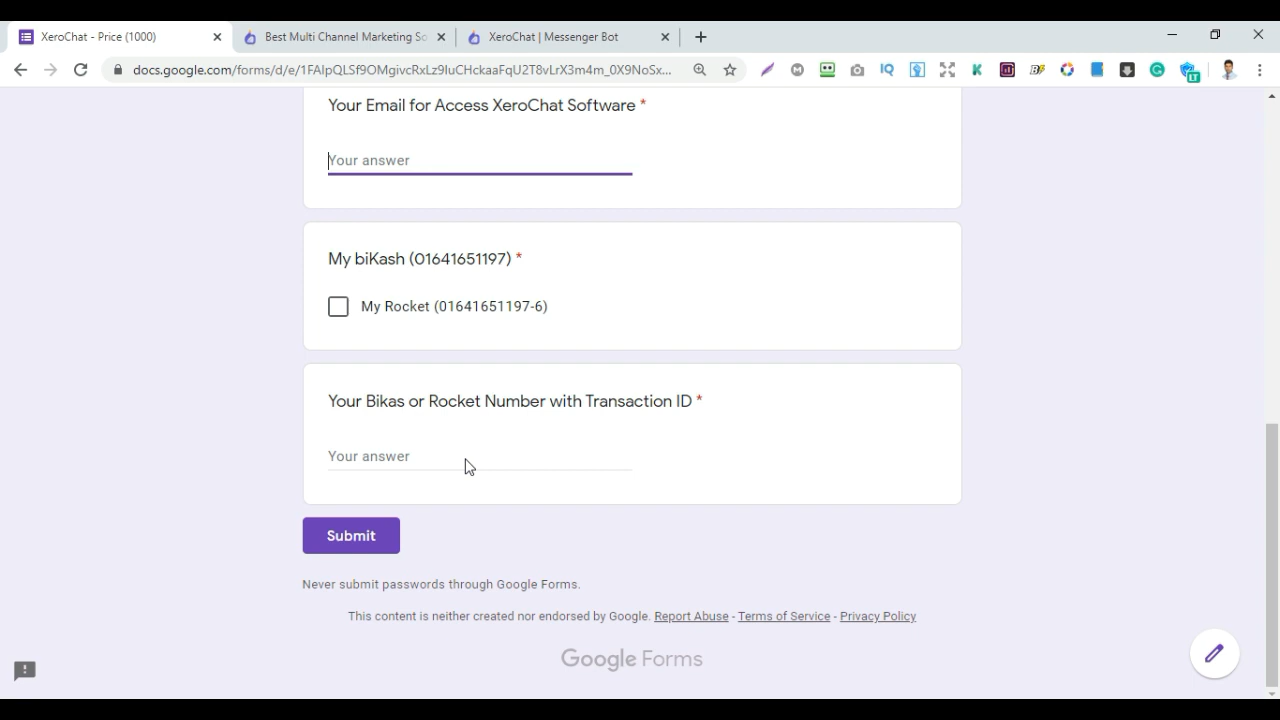 XeroChat - Price (1000)
Best Multi Channel Marketing So
XeroChat | Messenger Bot
docs.google.com/forms/d/e/1FAIpQLSf9OMgivcRxLz9IuCHckaaFqU2T8vLrX3m4m_0X9NoSx...
Your Email for Access XeroChat Software *
Your answer
My biKash (01641651197) *
My Rocket (01641651197-6)
Your Bikas or Rocket Number with Transaction ID *
Your answer
Submit
Never submit passwords through Google Forms.
This content is neither created nor endorsed by Google. Report Abuse - Terms of Service - Privacy Policy
Google Forms